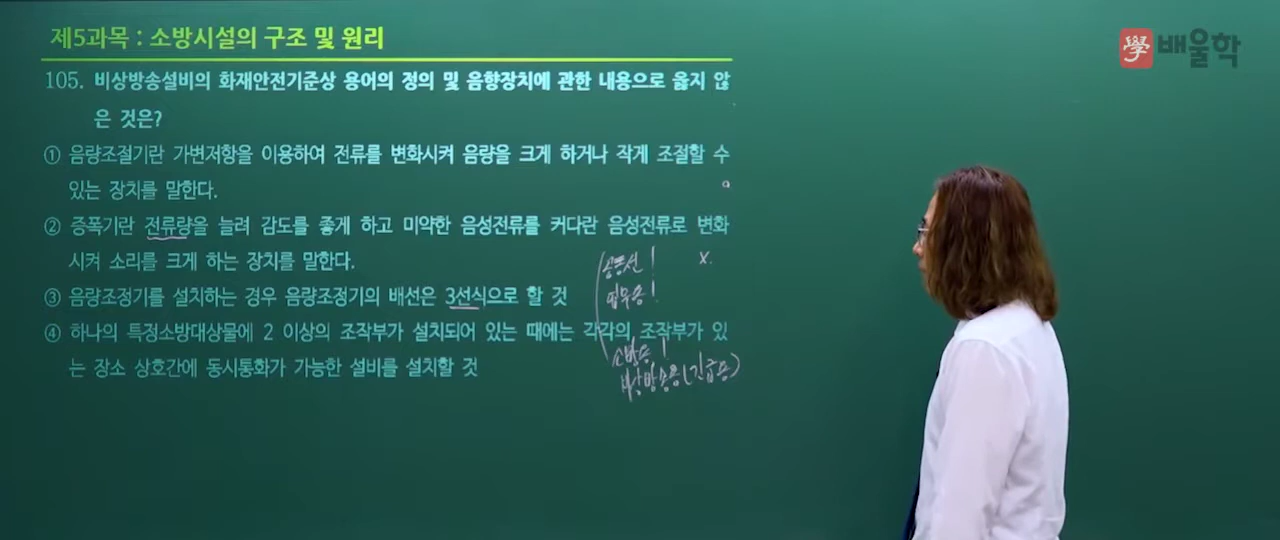 제5과목 : 소방시설의 구조 및 원리
學 배울학
105. 비상방송설비의 화재안전기준상 용어의 정의 및 음향장치에 관한 내용으로 옳지 않
은 것은?
① 음량조절기란 가변저항을 이용하여 전류를 변화시켜 음량을 크게 하거나 작게 조절할 수
있는 장치를 말한다.
② 증폭기란 전류량을 늘려 감도를 좋게 하고 미약한 음성전류를 커다란 음성전류로 변화
시켜 소리를 크게 하는 장치를 말한다.
③ 음량조정기를 설치하는 경우 음량조정기의 배선은 3선식으로 할 것
④ 하나의 특정소방대상물에 2 이상의 조작부가 설치되어 있는 때에는 각각의 조작부가 있
는 장소 상호간에 동시통화가 가능한 설비를 설치할 것
공통선 !
x.
업무용 !
소방용 !
비상방송용(긴급용)